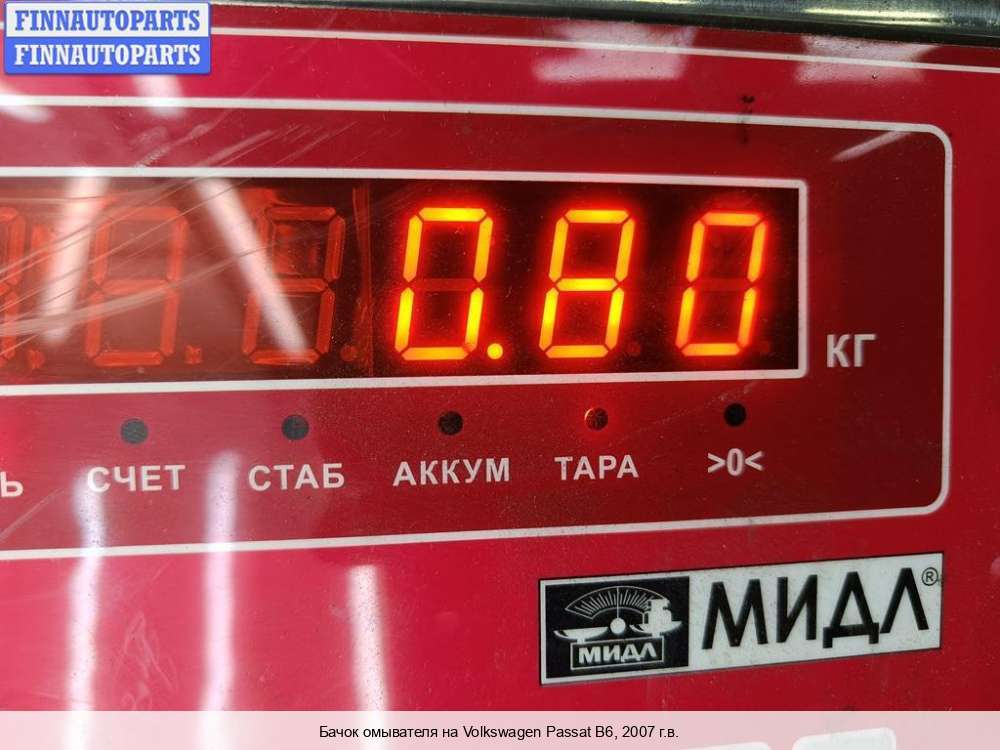 FINNAUTOPARTS
FINNAUTOPARTS
0.80
КГ
Ь СЧЕТ СТАБ АККУМ ТАРА >0<
МИДЛ МИДЛ®
Бачок омывателя на Volkswagen Passat B6, 2007 г.в.